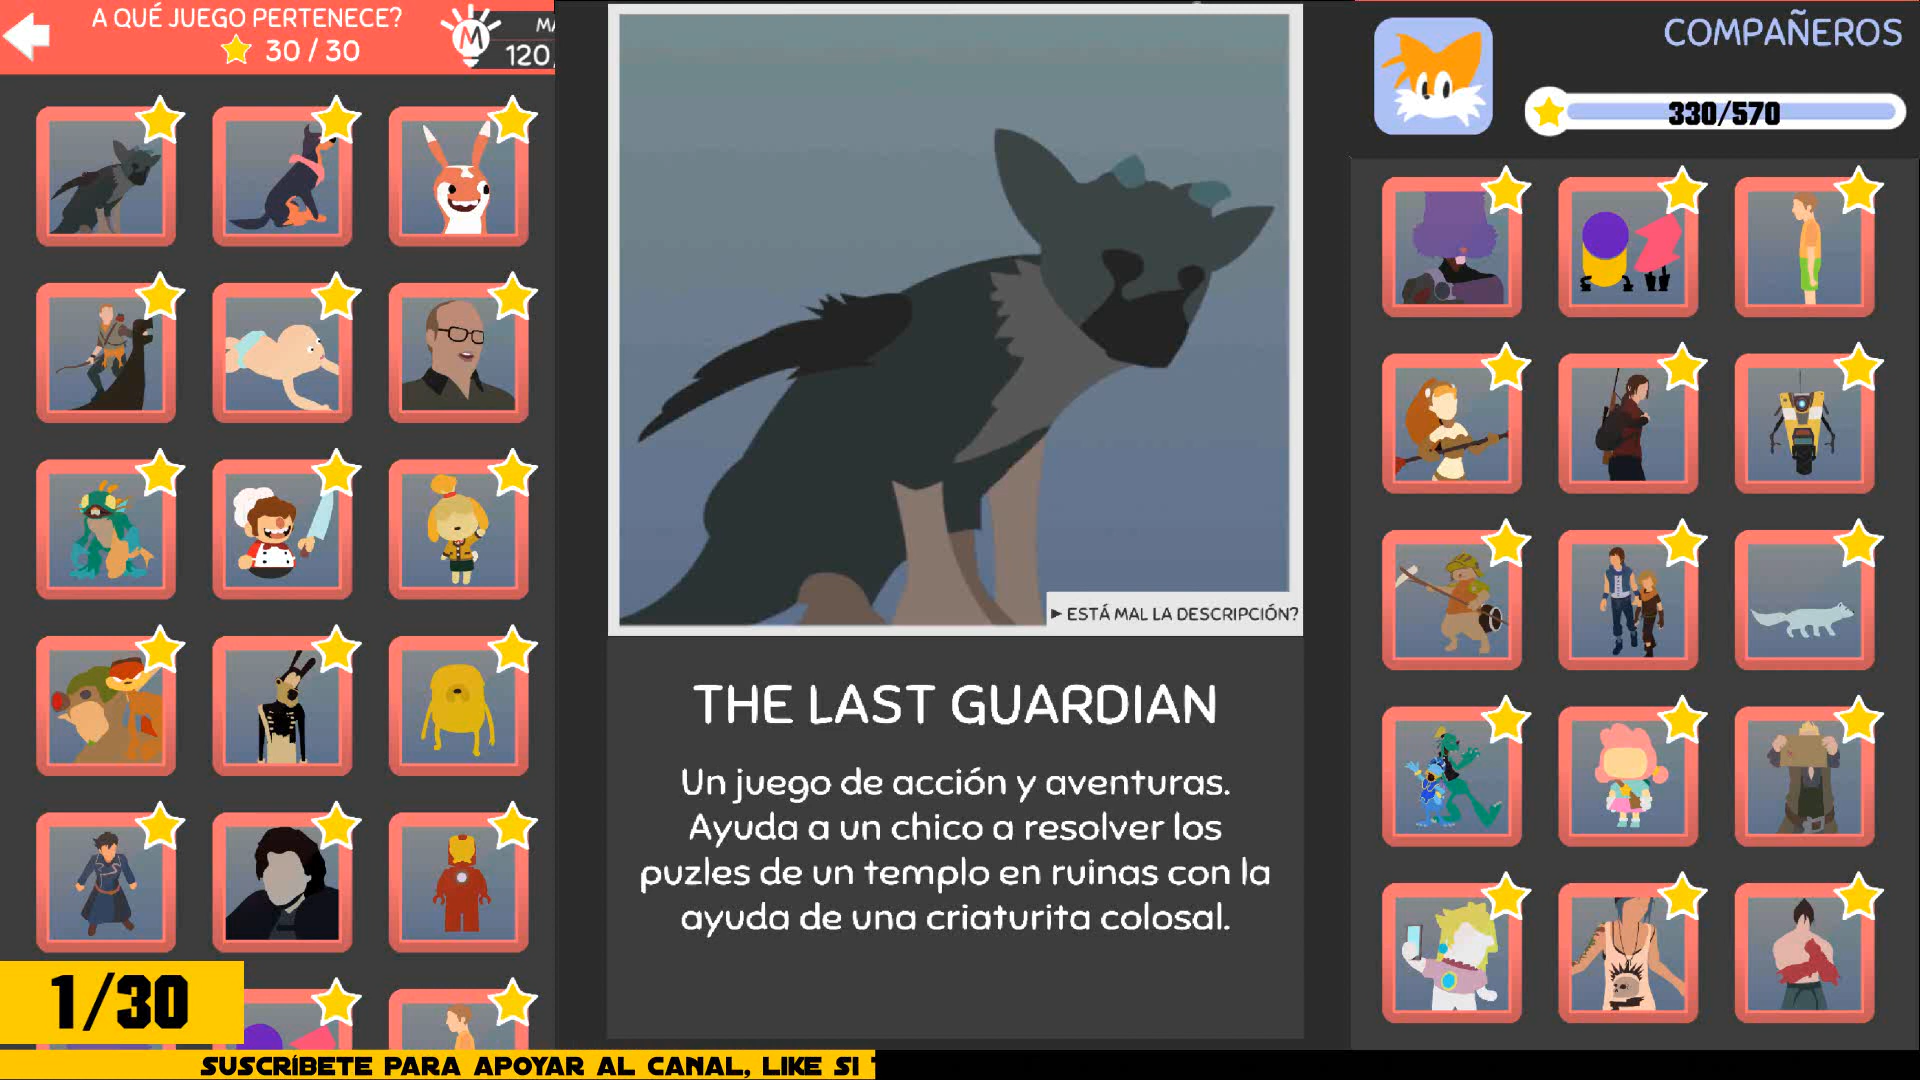 A QUÉ JUEGO PERTENECE?
30 / 30
M
120
ESTÁ MAL LA DESCRIPCIÓN?
THE LAST GUARDIAN
Un juego de acción y aventuras.
Ayuda a un chico a resolver los
puzles de un templo en ruinas con la
ayuda de una criaturita colosal.
COMPAÑEROS
330/570
1/30
SUSCRÍBETE PARA APOYAR AL CANAL, LIKE SI